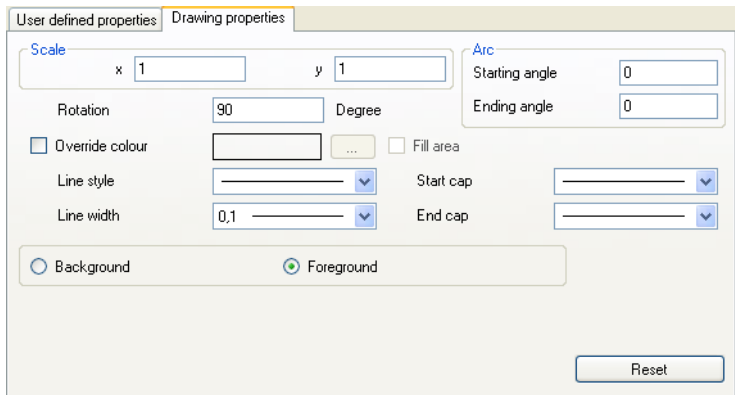 User defined properties Drawing properties
Scale
x 1 y 1
Arc
Starting angle 0
Ending angle 0
Rotation 90 Degree
Override colour ... Fill area
Line style Start cap
Line width 0,1 End cap
Background Foreground
Reset